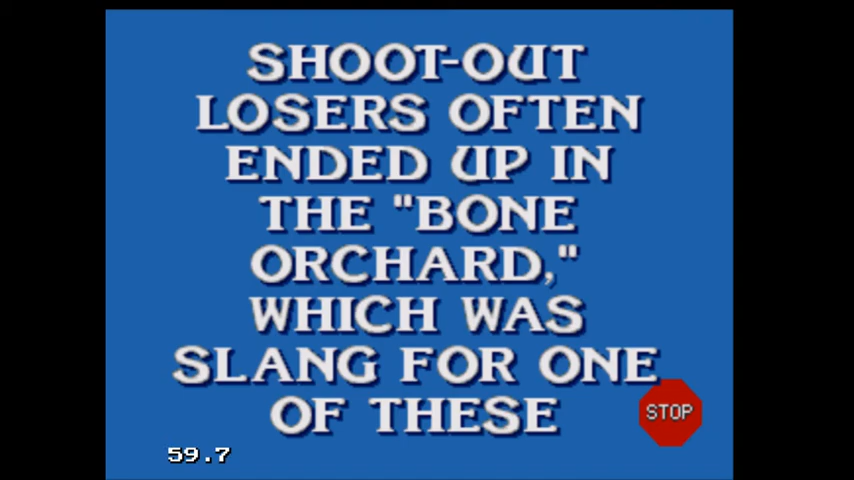 SHOOT-OUT
LOSERS OFTEN
ENDED UP IN
THE "BONE
ORCHARD,"
WHICH WAS
SLANG FOR ONE
OF THESE
STOP
59.7